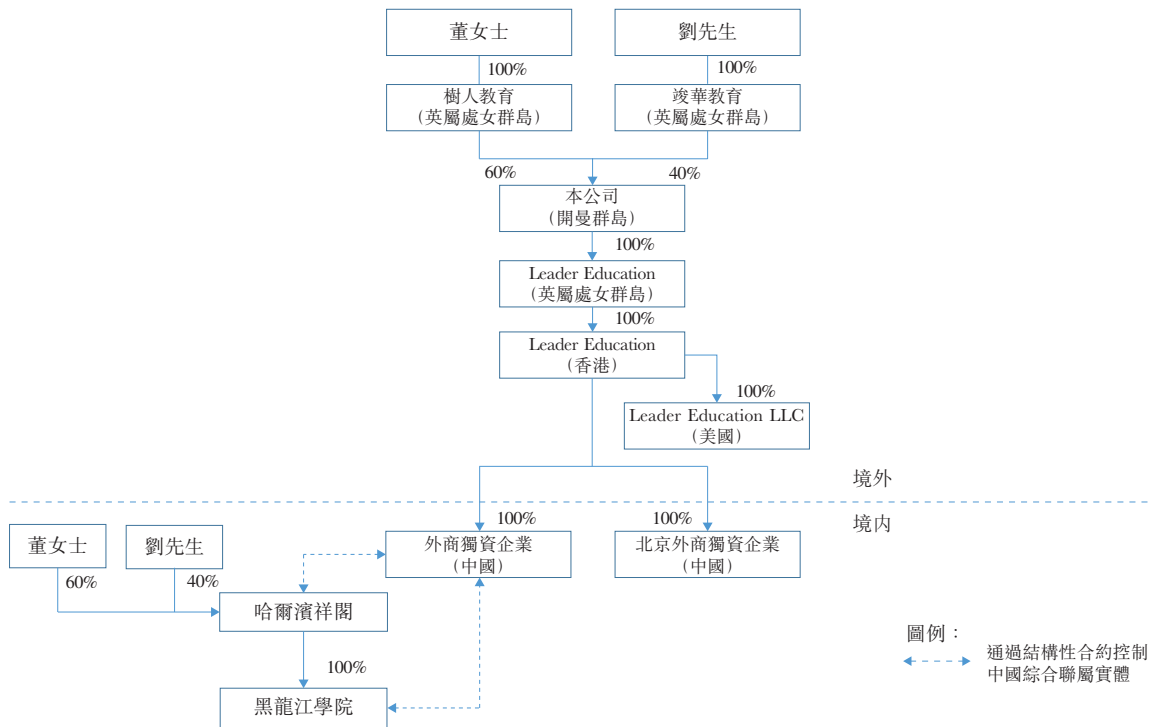 董女士
劉先生
100%
100%
樹人教育
(英屬處女群島)
竣華教育
(英屬處女群島)
60%
40%
本公司
(開曼群島)
100%
Leader Education
(英屬處女群島)
100%
Leader Education
(香港)
100%
Leader Education LLC
(美國)
境外
境內
100%
100%
董女士
劉先生
外商獨資企業
(中國)
北京外商獨資企業
(中國)
60%
40%
哈爾濱祥閣
100%
黑龍江學院
圖例：
通過結構性合約控制
中國綜合聯屬實體